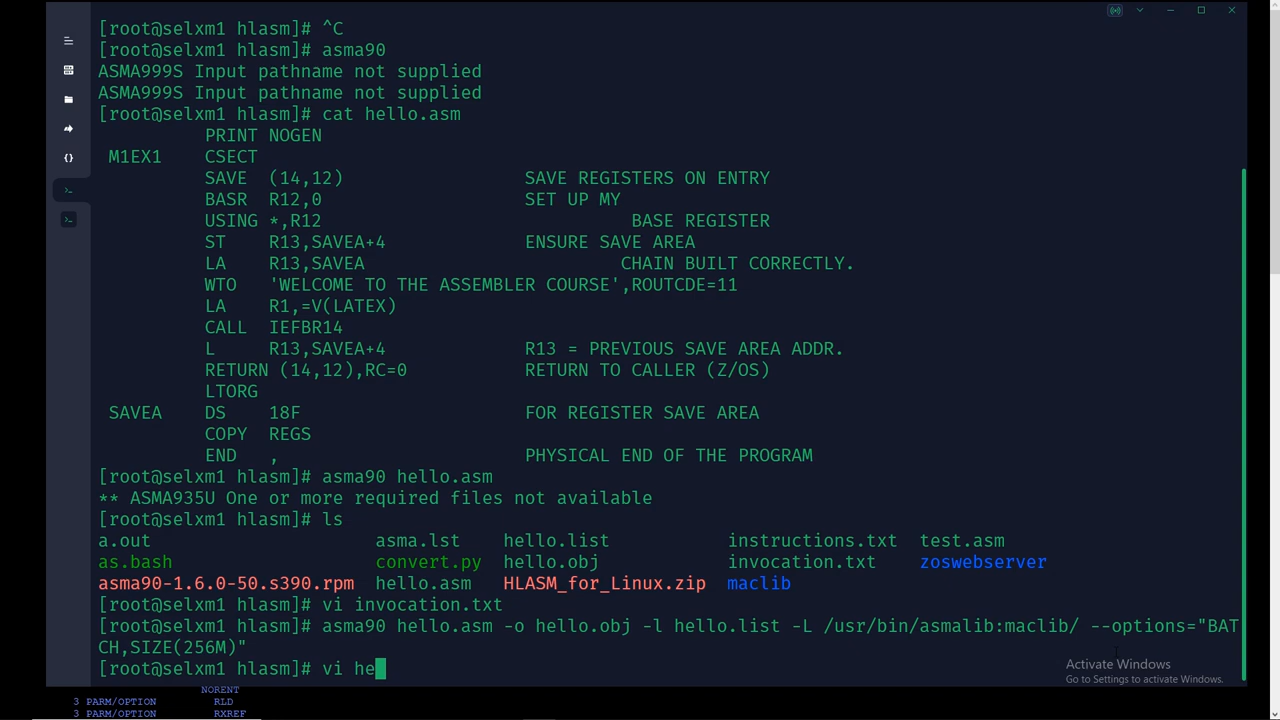 [root@selxm1 hlasm]# ^C
[root@selxm1 hlasm]# asma90
ASMA999S Input pathname not supplied
ASMA999S Input pathname not supplied
[root@selxm1 hlasm]# cat hello.asm
PRINT NOGEN
M1EX1 CSECT
SAVE (14,12) SAVE REGISTERS ON ENTRY
BASR R12,0 SET UP MY
USING *,R12 BASE REGISTER
ST R13,SAVEA+4 ENSURE SAVE AREA
LA R13,SAVEA CHAIN BUILT CORRECTLY.
WTO 'WELCOME TO THE ASSEMBLER COURSE',ROUTCDE=11
LA R1,=V(LATEX)
CALL IEFBR14
L R13,SAVEA+4 R13 = PREVIOUS SAVE AREA ADDR.
RETURN (14,12),RC=0 RETURN TO CALLER (Z/OS)
LTORG
SAVEA DS 18F FOR REGISTER SAVE AREA
COPY REGS
END , PHYSICAL END OF THE PROGRAM
[root@selxm1 hlasm]# asma90 hello.asm
** ASMA935U One or more required files not available
[root@selxm1 hlasm]# ls
a.out asma.lst hello.list instructions.txt test.asm
as.bash convert.py hello.obj invocation.txt zoswebserver
asma90-1.6.0-50.s390.rpm hello.asm HLASM_for_Linux.zip maclib
[root@selxm1 hlasm]# vi invocation.txt
[root@selxm1 hlasm]# asma90 hello.asm -o hello.obj -l hello.list -L /usr/bin/asmalib:maclib/ --options="BAT
CH,SIZE(256M)"
[root@selxm1 hlasm]# vi he
Activate Windows
Go to Settings to activate Windows.
NORENT
3 PARM/OPTION RLD
3 PARM/OPTION RXREF